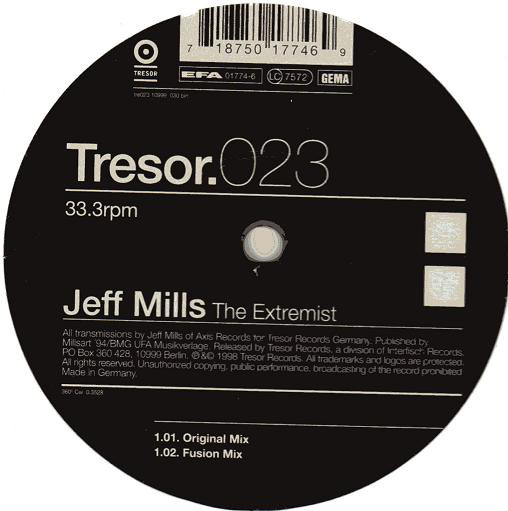 7 18750 17746 9
TRESOR
EFA 01774-6 LC 7572 GEMA
Tresor.023
33.3rpm
Jeff Mills The Extremist
All transmissions by Jeff Mills of Axis Records for Tresor Records Germany. Published by
Millsart '94/BMG UFA Musikverlage. Released by Tresor Records, a division of Interfisch Records,
PO Box 360 428, 10999 Berlin. ℗&© 1998 Tresor Records. All trademarks and logos are protected.
All rights reserved. Unauthorized copying, public performance, broadcasting of the record prohibited
Made in Germany.
1.01. Original Mix
1.02. Fusion Mix